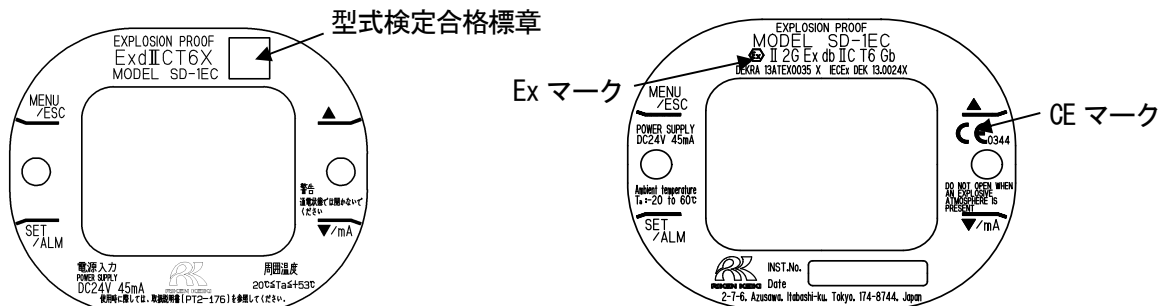 型式検定合格標章
EXPLOSION PROOF
ExdⅡCT6X
MODEL SD-1EC
MENU
/ESC
▲
警告
通電状態では開かないで
ください
SET
/ALM
▼/mA
電源入力
POWER SUPPLY
DC24V 45mA
RIKEN KEIKI
周囲温度
20℃≦Ta≦+53℃
使用時に際しては、取扱説明書(PT2-176)を参照してください。
Ex マーク
CE マーク
EXPLOSION PROOF
MODEL SD-1EC
Ex Ⅱ 2G Ex db ⅡC T6 Gb
DEKRA 13ATEX0035 X IECEx DEK 13.0024X
MENU
/ESC
POWER SUPPLY
DC24V 45mA
Ambient temperature
Ta :-20 to 60℃
SET
/ALM
▲
CE 0344
DO NOT OPEN WHEN
AN EXPLOSIVE
ATMOSPHERE IS
PRESENT
▼/mA
RIKEN KEIKI
INST.No.
Date
2-7-6, Azusawa, Itabashi-ku, Tokyo, 174-8744, Japan